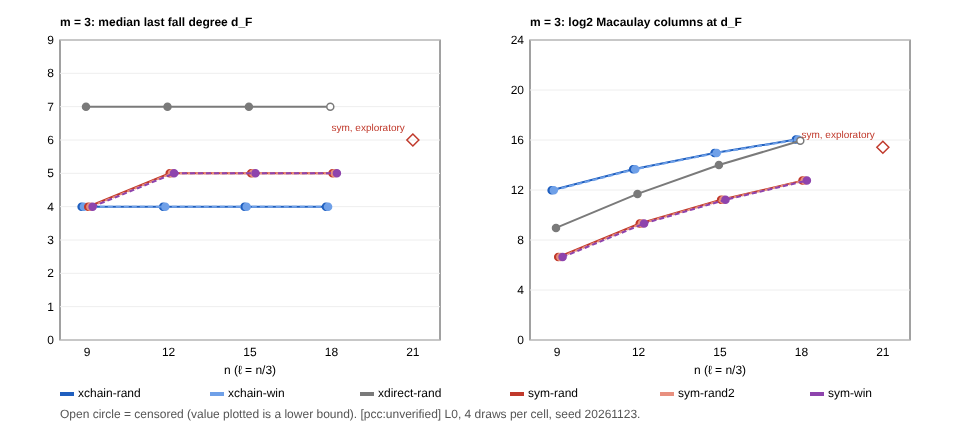 m = 3: median last fall degree d_F
9
8
7
6
5
4
3
2
1
0
sym, exploratory
9 12 15 18 21
n (ℓ = n/3)
m = 3: log2 Macaulay columns at d_F
24
20
16
12
8
4
0
sym, exploratory
9 12 15 18 21
n (ℓ = n/3)
xchain-rand xchain-win xdirect-rand sym-rand sym-rand2 sym-win
Open circle = censored (value plotted is a lower bound). [pcc:unverified] L0, 4 draws per cell, seed 20261123.